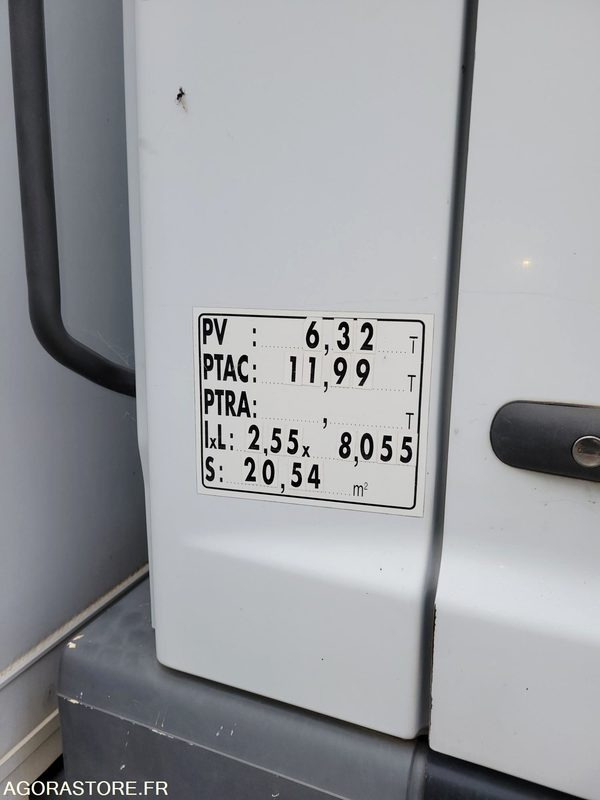 PV : 6,32 T
PTAC: 11,99 T
PTRA: , T
lxL: 2,55x 8,055
S: 20,54 m²
AGORASTORE.FR